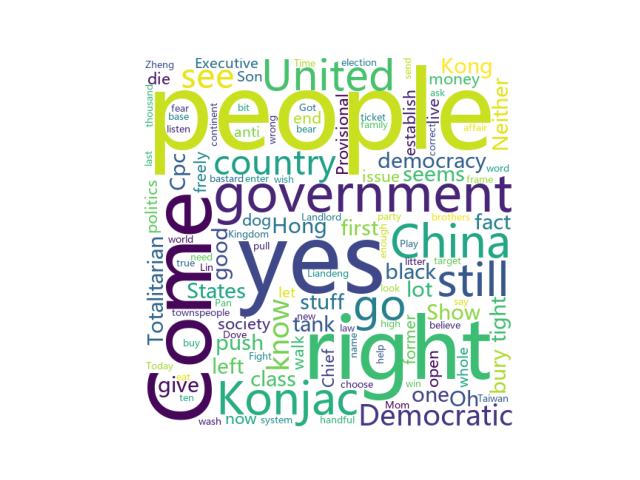 Zheng
Executive
Son
die
see
United
Time
election
send
Kong
money
thousand
people
fear
base
listen
continent
bit
anti
Got
end
bear
ticket
family
wrong
Provisional
establish
live
correct
ask
affair
Neither
last
Cpc
freely
country
democracy
seems
issue
word
frame
bastard
enter
wish
politics
government
Come
dog
Hong
Landlord
first
party
brothers
fact
Kingdom
world
good
pull
yes
China
enough
Play
true
need
Lin
Liandeng
litter
target
black
still
Totalitarian
States
Pan
let
go
look
lot
say
townspeople
stuff
new
high
Show
tight
society
tank
law
right
former
believe
buy
Dove
push
know
walk
Fight
name
help
open
whole
bury
Today
eat
left
Chief
win
give
class
choose
Mom
one
Oh
Taiwan
ten
Konjac
Democratic
wash
now
system
handful